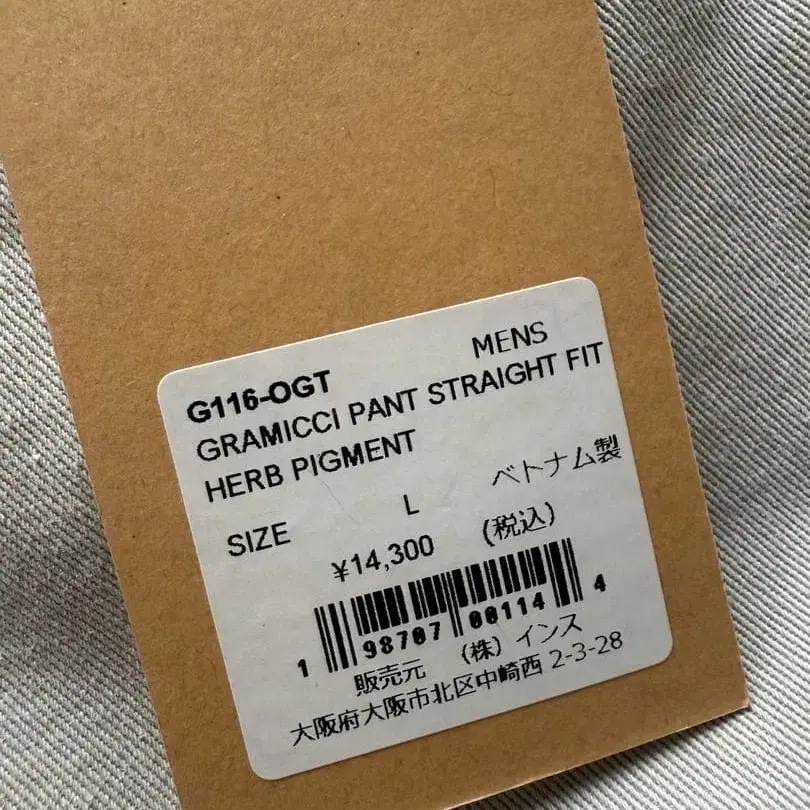 MENS
G116-OGT
GRAMICCI PANT STRAIGHT FIT
HERB PIGMENT
ベトナム製
SIZE L
¥14,300 (税込)
1 98787 00114 4
販売元 (株) インス
大阪府大阪市北区中崎西 2-3-28